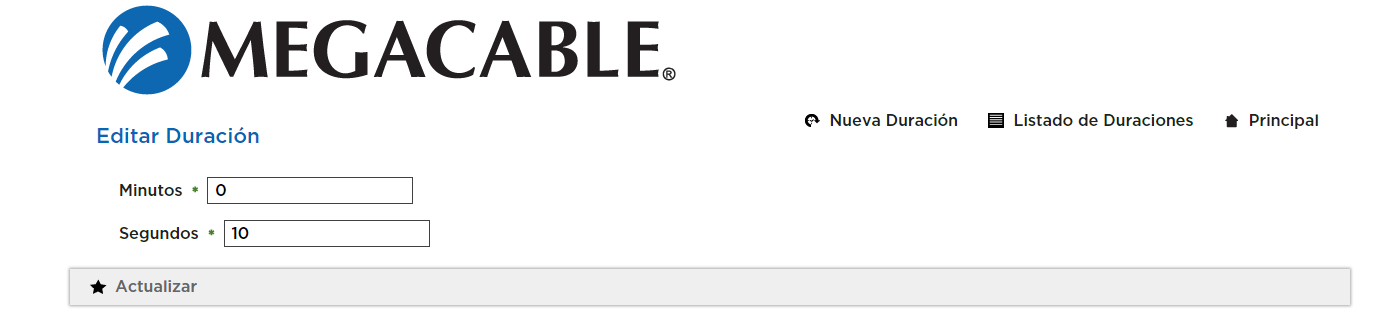 MEGACABLE®
Nueva Duración Listado de Duraciones Principal
Editar Duración
Minutos * 0
Segundos * 10
Actualizar